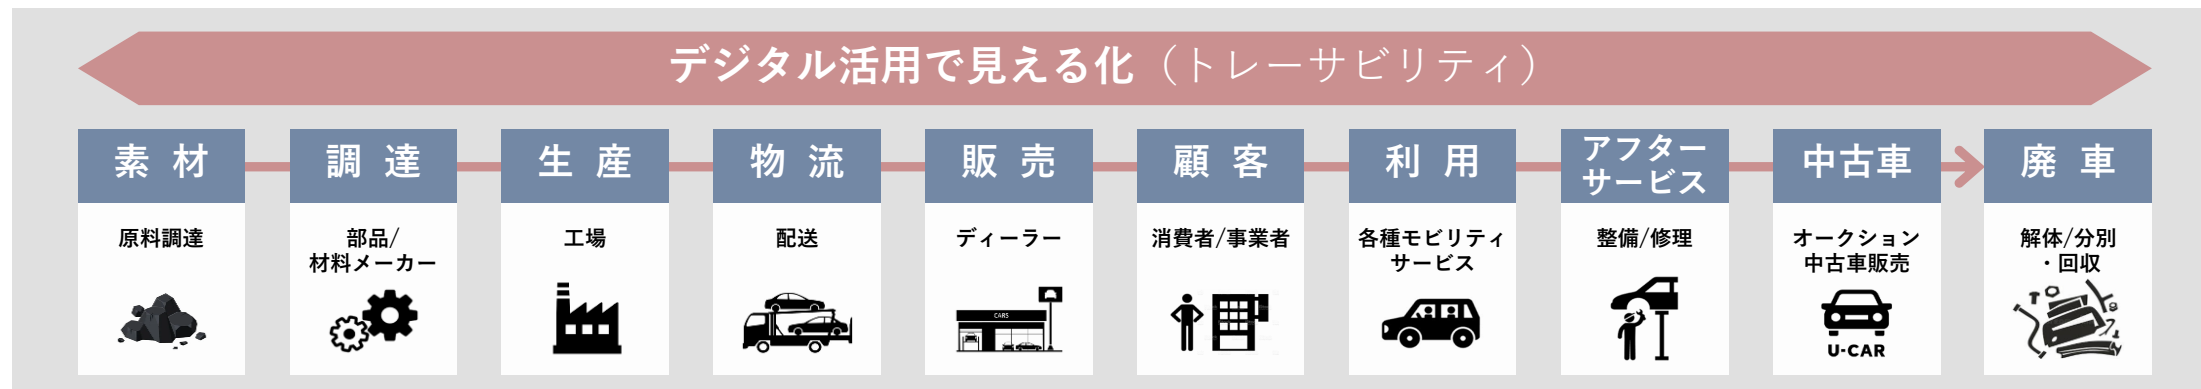 デジタル活用で見える化（トレーサビリティ）
素 材
調 達
生 産
物 流
販 売
顧 客
利 用
アフター
サービス
中古車
廃 車
原料調達
部品/
材料メーカー
工場
配送
ディーラー
消費者/事業者
各種モビリティ
サービス
整備/修理
オークション
中古車販売
解体/分別
・回収
CARS
U-CAR